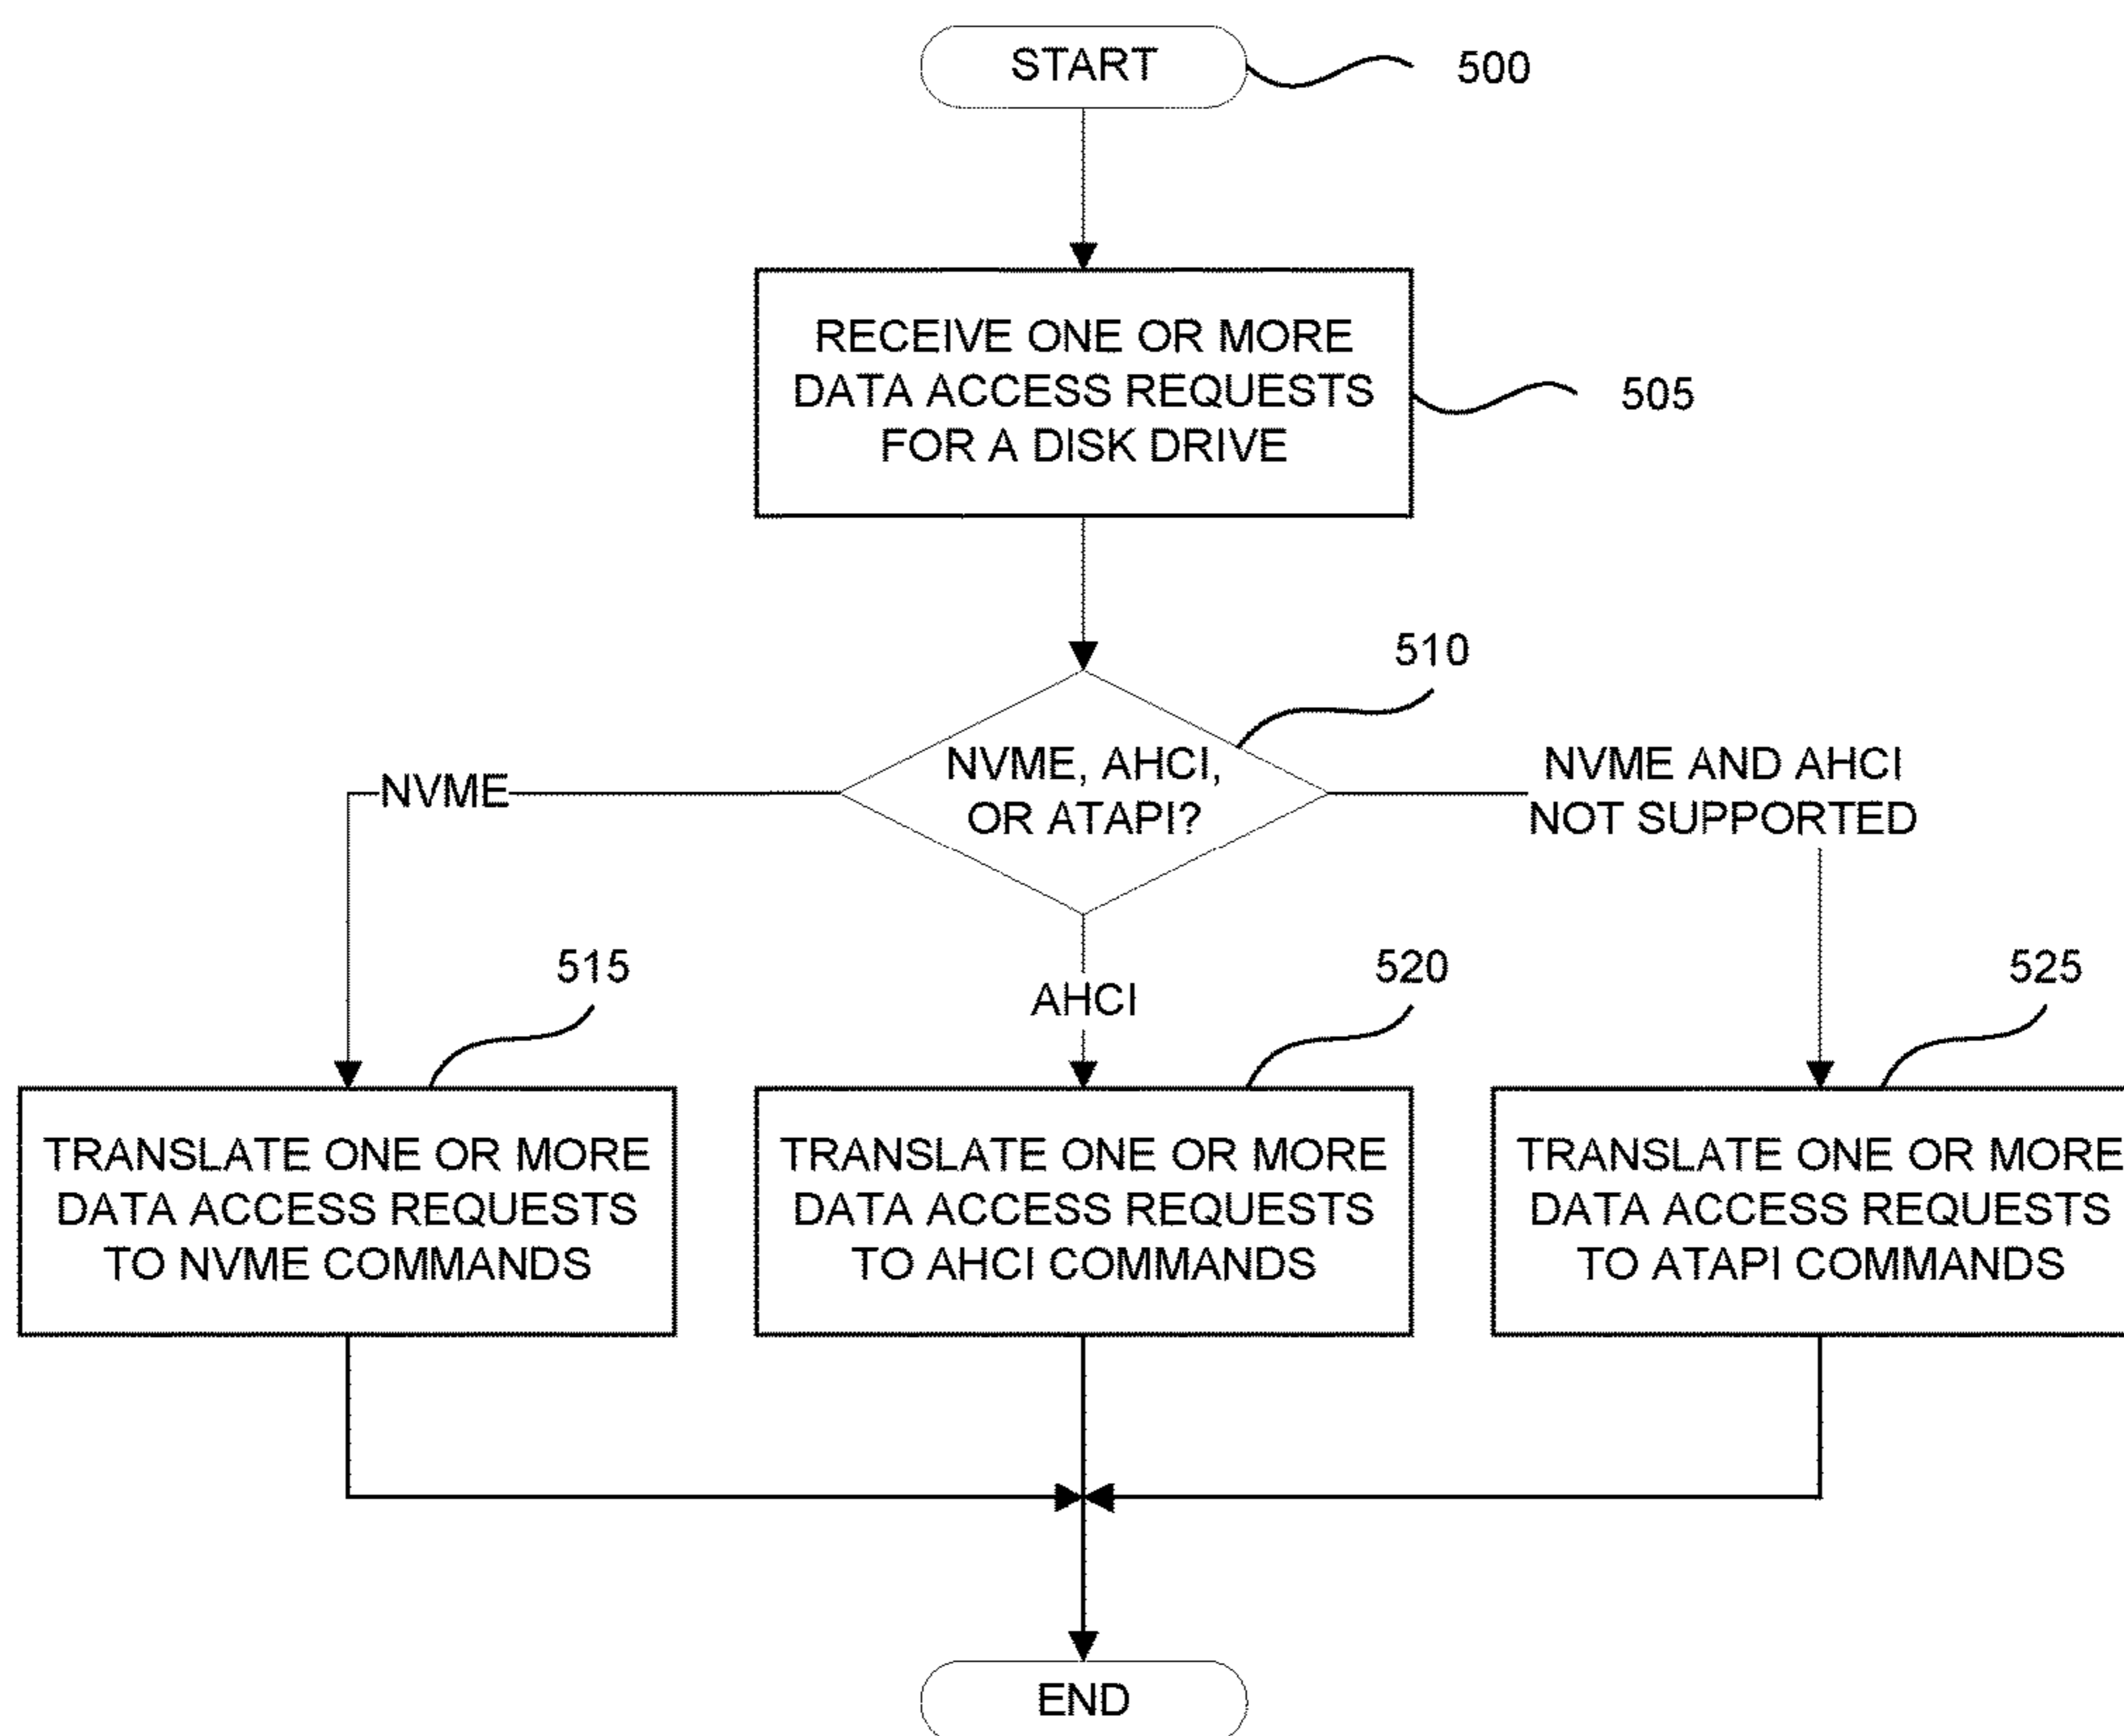 START
500
RECEIVE ONE OR MORE
DATA ACCESS REQUESTS
FOR A DISK DRIVE
505
510
NVME, AHCI,
OR ATAPI?
NVME
NVME AND AHCI
NOT SUPPORTED
AHCI
515
520
525
TRANSLATE ONE OR MORE
DATA ACCESS REQUESTS
TO NVME COMMANDS
TRANSLATE ONE OR MORE
DATA ACCESS REQUESTS
TO AHCI COMMANDS
TRANSLATE ONE OR MORE
DATA ACCESS REQUESTS
TO ATAPI COMMANDS
END